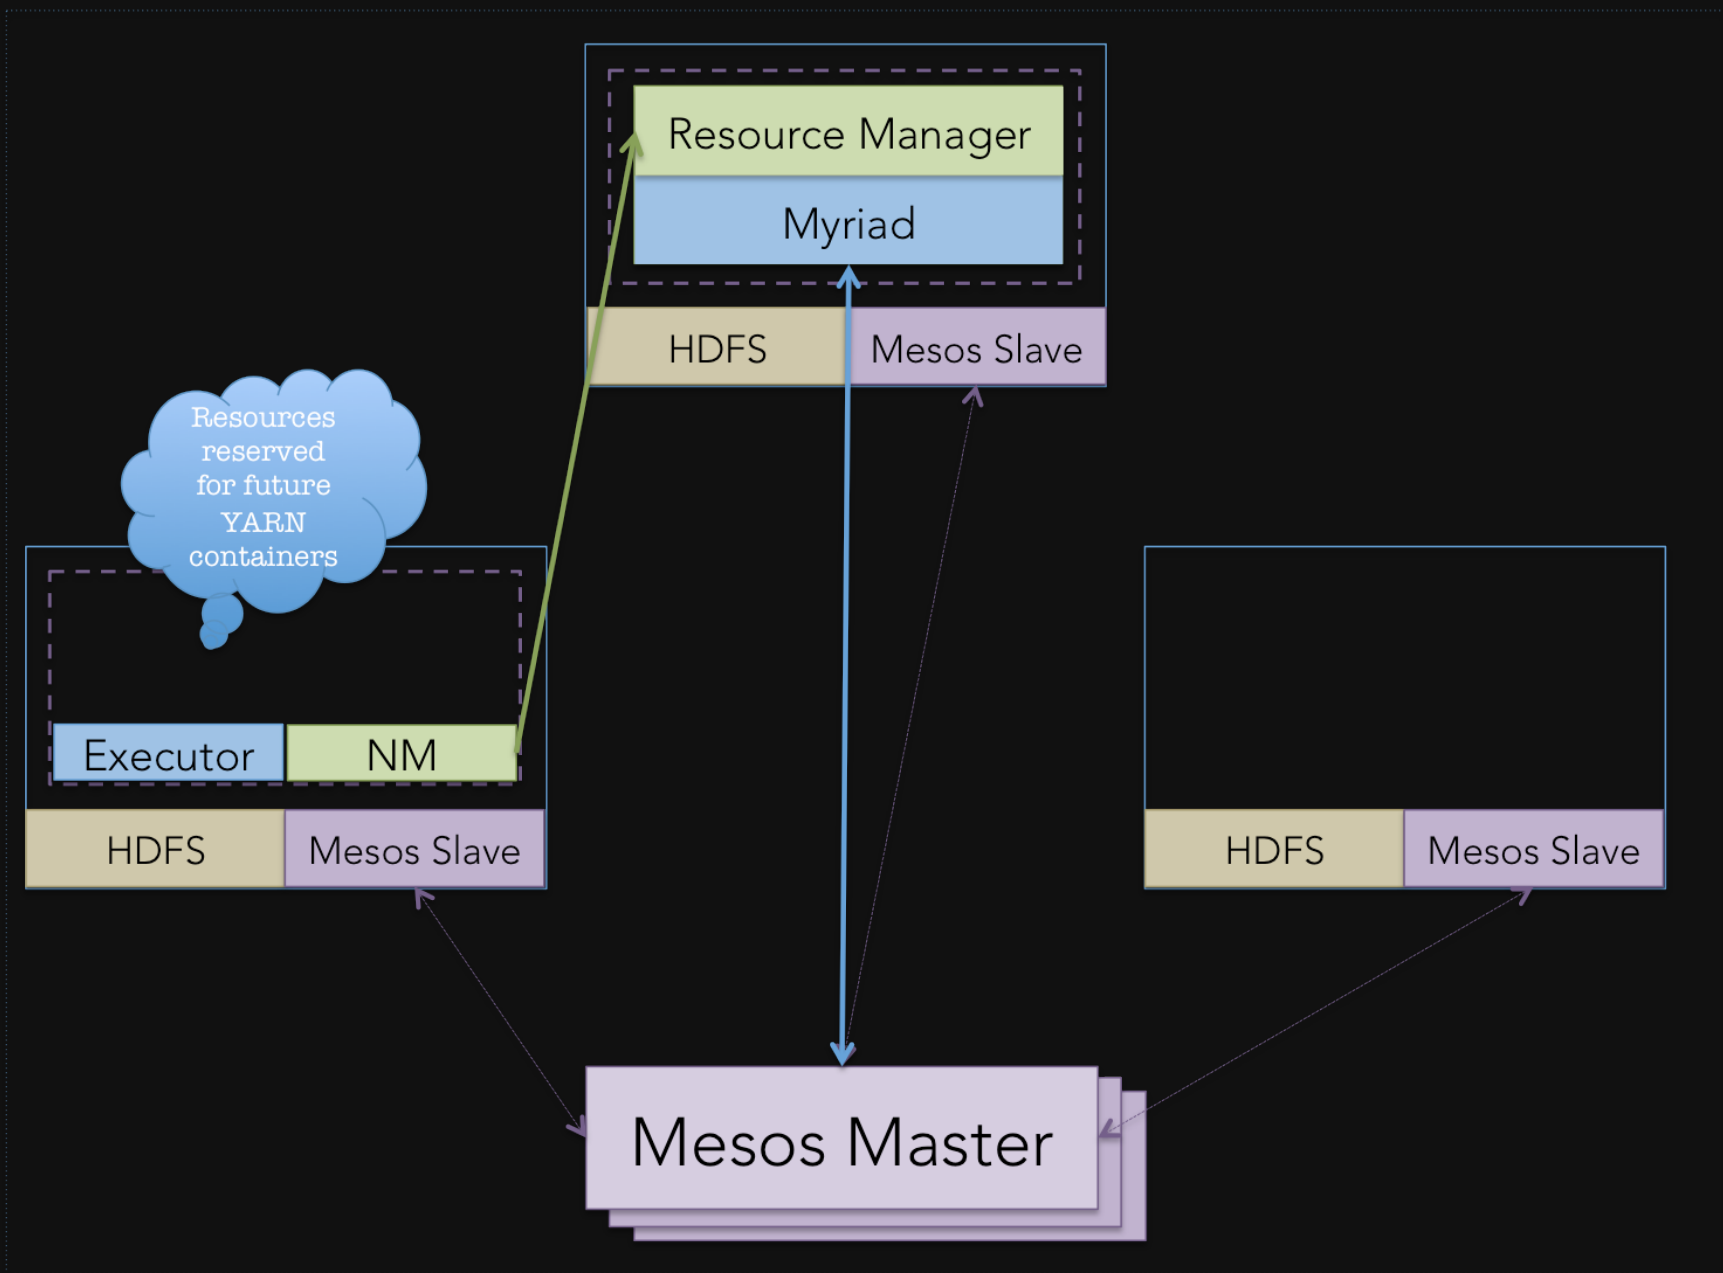 Resource Manager
Myriad
HDFS
Mesos Slave
Resources
reserved
for future
YARN
containers
Executor
NM
HDFS
Mesos Slave
HDFS
Mesos Slave
Mesos Master